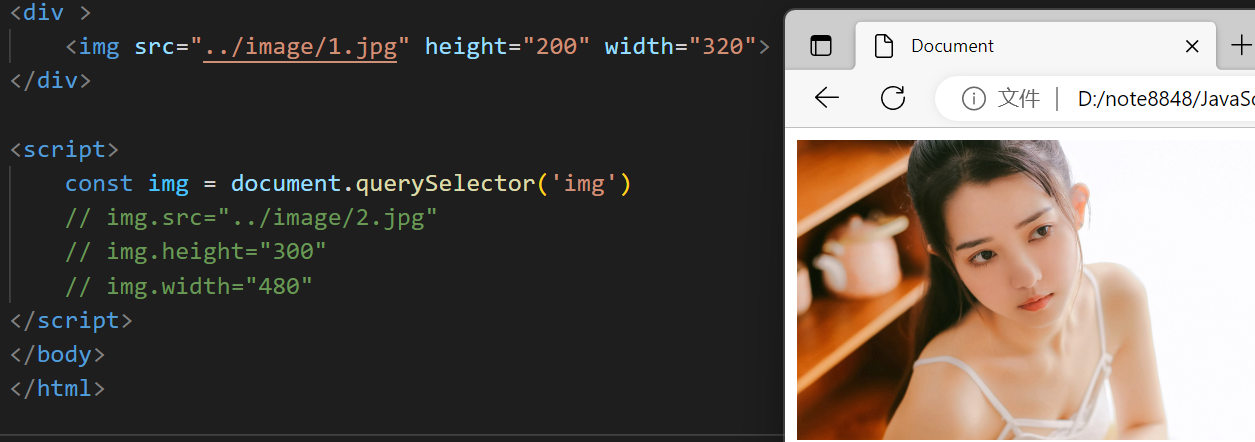 <div >
<img src="../image/1.jpg" height="200" width="320">
</div>
<script>
const img = document.querySelector('img')
// img.src="../image/2.jpg"
// img.height="300"
// img.width="480"
</script>
</body>
</html>
Document
文件 | D:/note8848/JavaSc